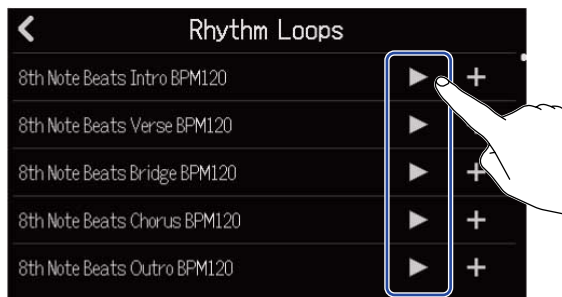 Rhythm Loops
8th Note Beats Intro BPM120
8th Note Beats Verse BPM120
8th Note Beats Bridge BPM120
8th Note Beats Chorus BPM120
8th Note Beats Outro BPM120